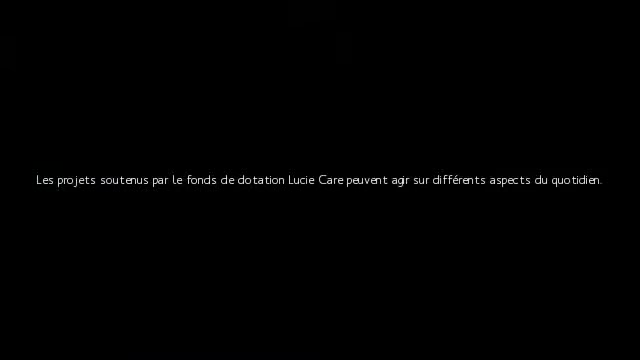 Les projets soutenus par le fonds de dotation Lucie Care peuvent agir sur différents aspects du quotidien.